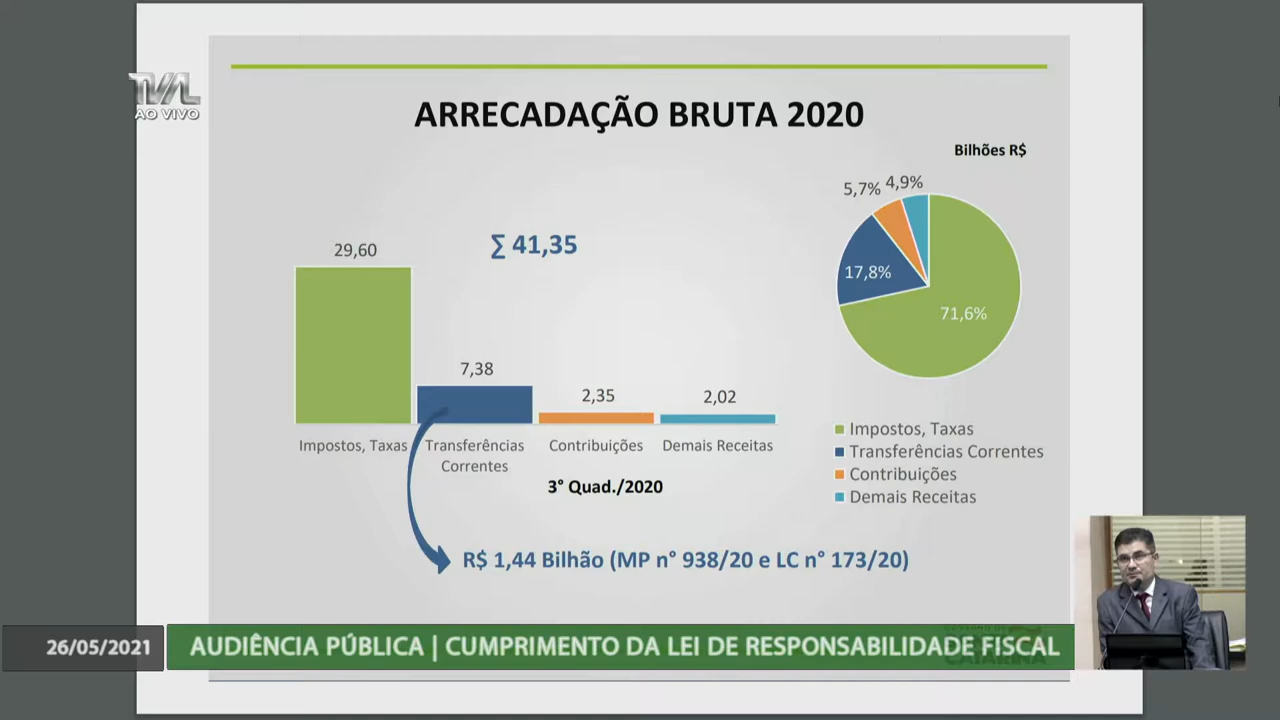 TVAL
AO VIVO
ARRECADAÇÃO BRUTA 2020
Bilhões R$
5,7%
4,9%
17,8%
71,6%
∑ 41,35
29,60
7,38
2,35
2,02
Impostos, Taxas
Transferências
Correntes
Contribuições
Demais Receitas
3° Quad./2020
Impostos, Taxas
Transferências Correntes
Contribuições
Demais Receitas
R$ 1,44 Bilhão (MP n° 938/20 e LC n° 173/20)
26/05/2021
AUDIÊNCIA PÚBLICA | CUMPRIMENTO DA LEI DE RESPONSABILIDADE FISCAL
CATARINA